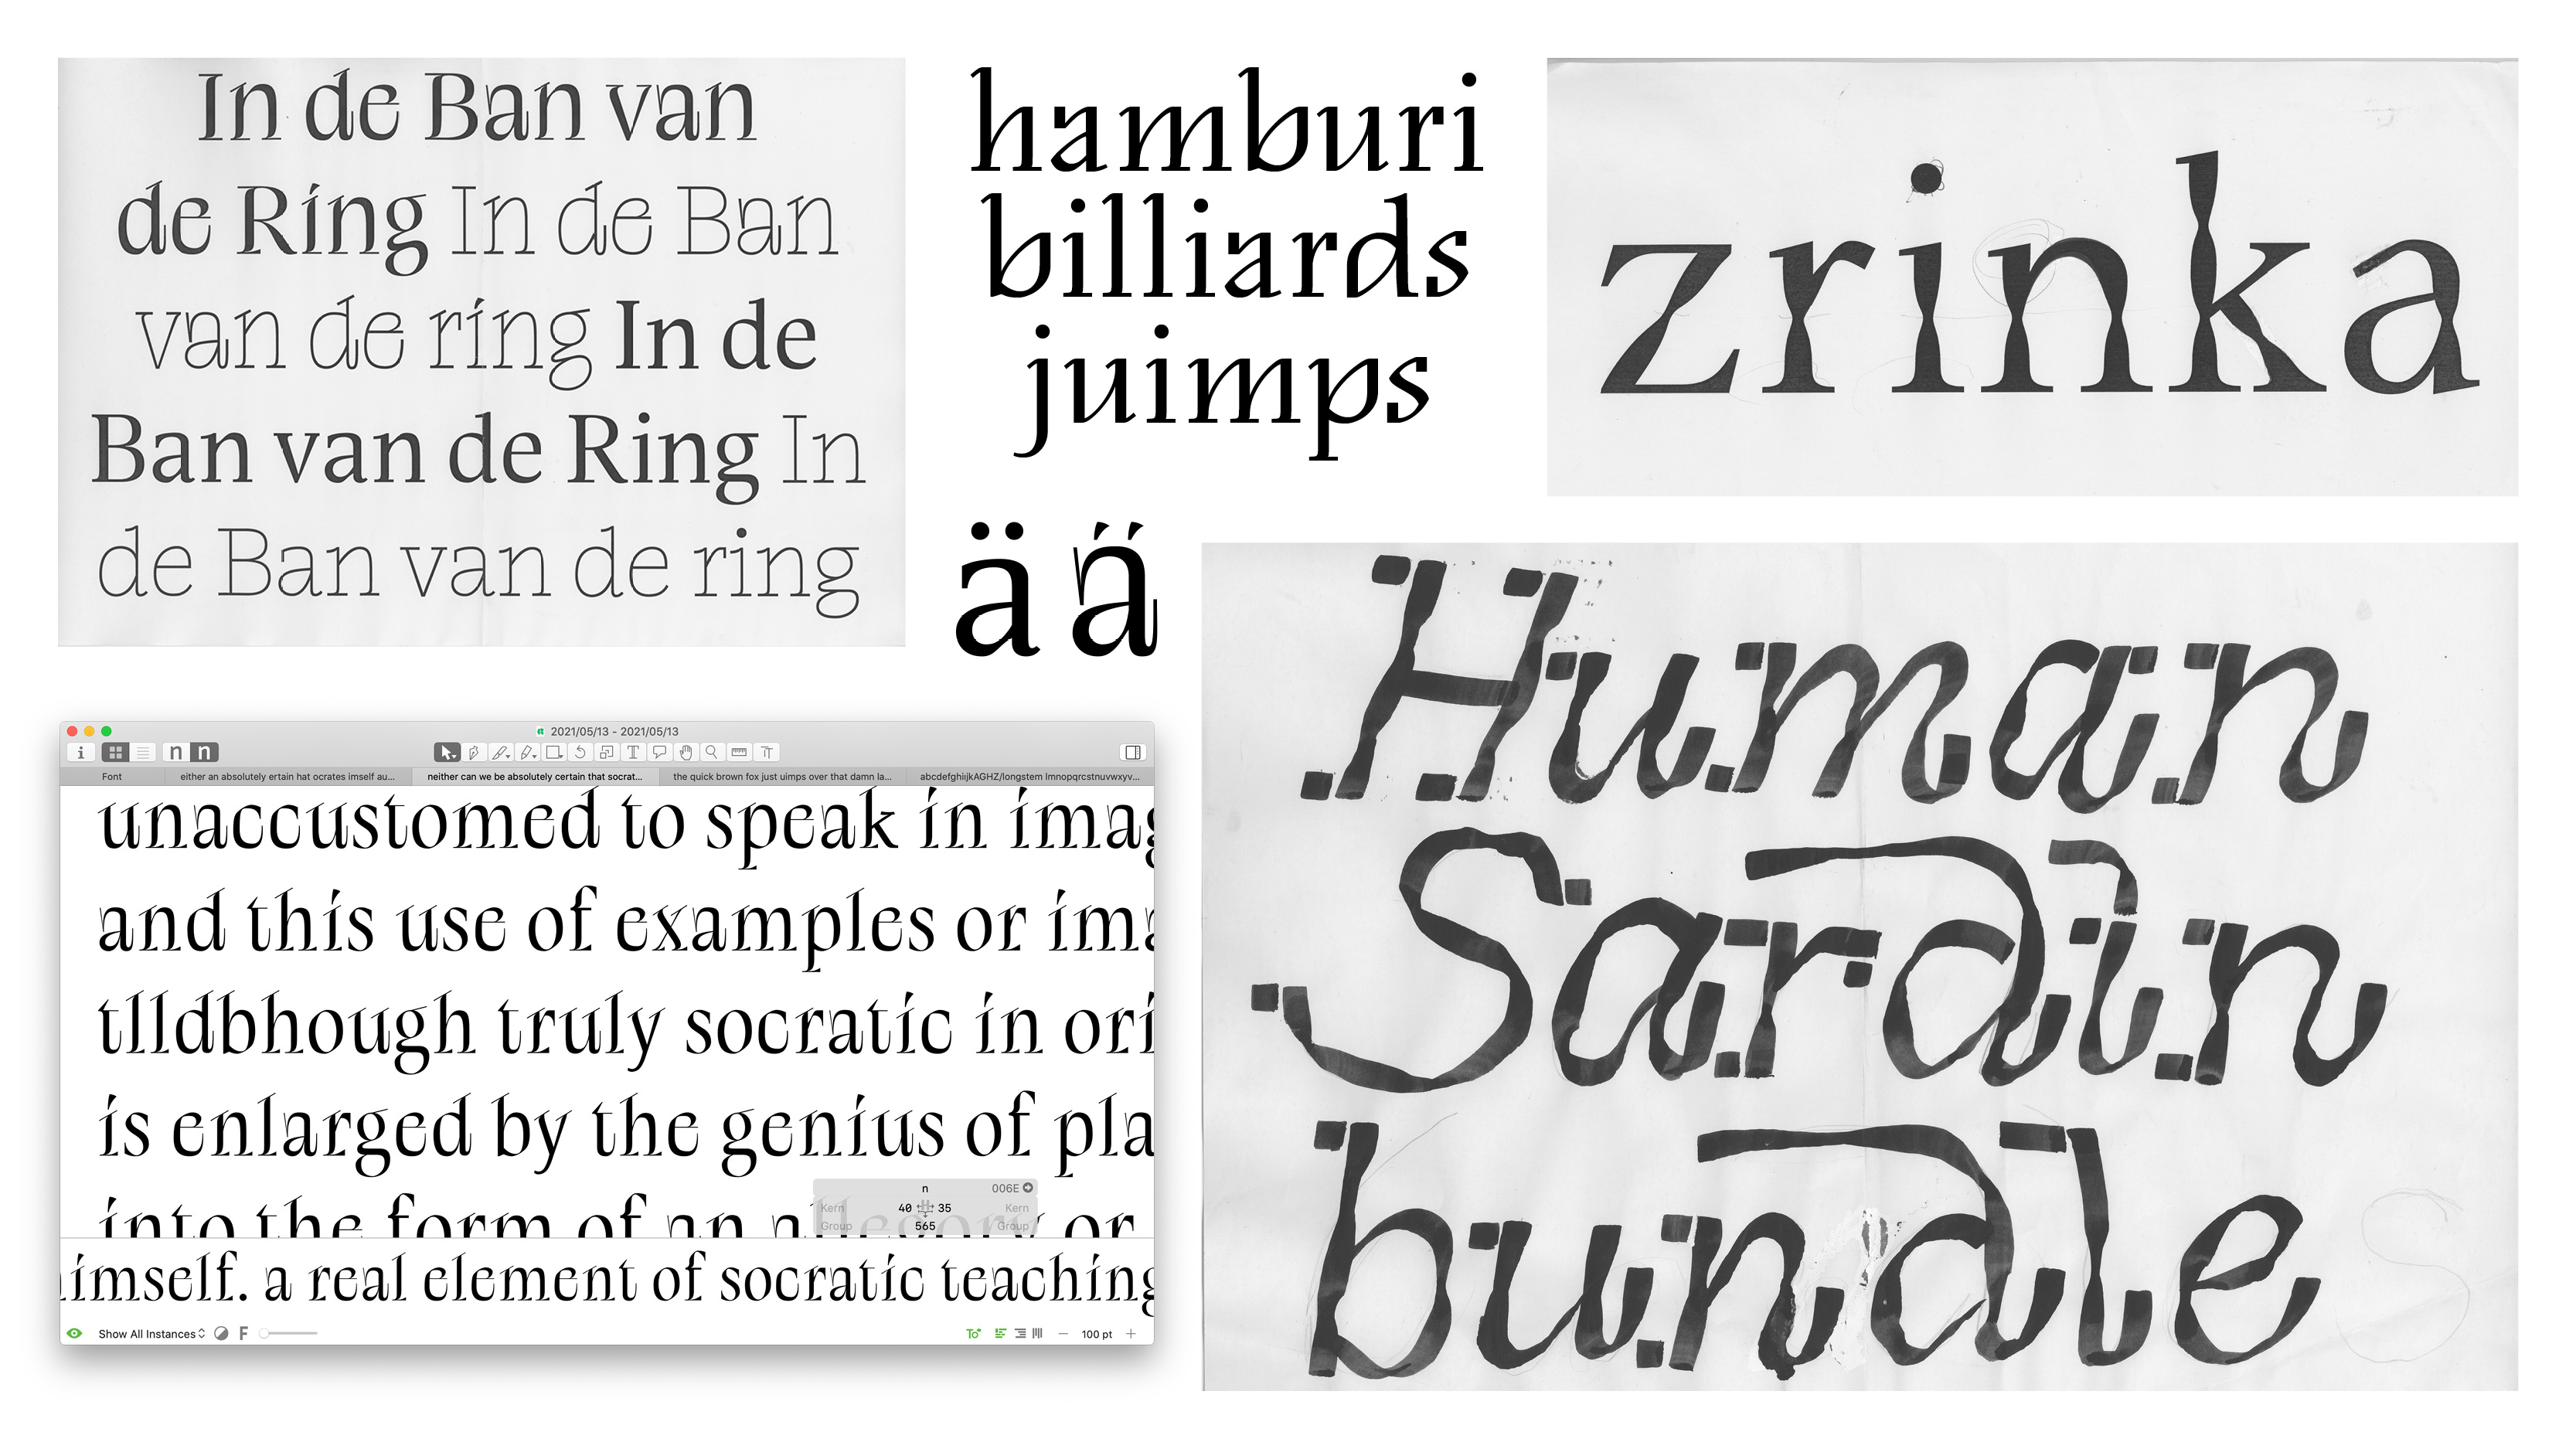 In de Ban van
de Ring In de Ban
van de ring In de
Ban van de Ring In
de Ban van de ring
hamburi
billiards
juimps
zrinka
ä a̋
Human
Sardin
bundle
2021/05/13 - 2021/05/13
n n
Font
either an absolutely ertain hat ocrates imself au...
neither can we be absolutely certain that socrat...
the quick brown fox just uimps over that damn la...
abcdefghiijkAGHZ/longstem lmnopqrcstnuvwxyv...
unaccustomed to speak in imag
and this use of examples or ima
tlldbhough truly socratic in ori
is enlarged by the genius of pla
into the form of an allegory or
n 006E
Kern 40 35 Kern
Group 565 Group
himself. a real element of socratic teaching
Show All Instances F 100 pt